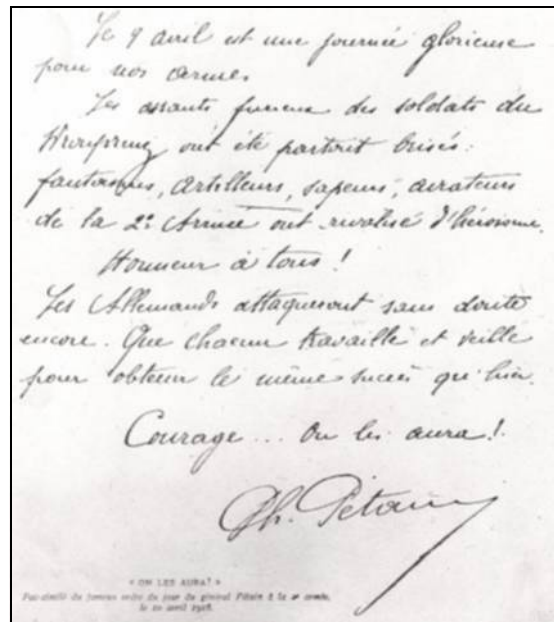 Le 9 avril est une journée glorieuse
pour nos armes
Les assauts furieux des soldats du
Kronprinz ont été partout brisés :
fantassins, artilleurs, sapeurs, aviateurs
de la 2e Armée ont rivalisé d'héroïsme.
Honneur à tous !
Les Allemands attaqueront sans doute
encore. Que chacun travaille et veille
pour obtenir le même succès qu'hier.
Courage ... On les aura !
Ph. Pétain
« ON LES AURA ! »
Fac-similé du fameux ordre du jour du général Pétain à la 2e armée,
le 10 avril